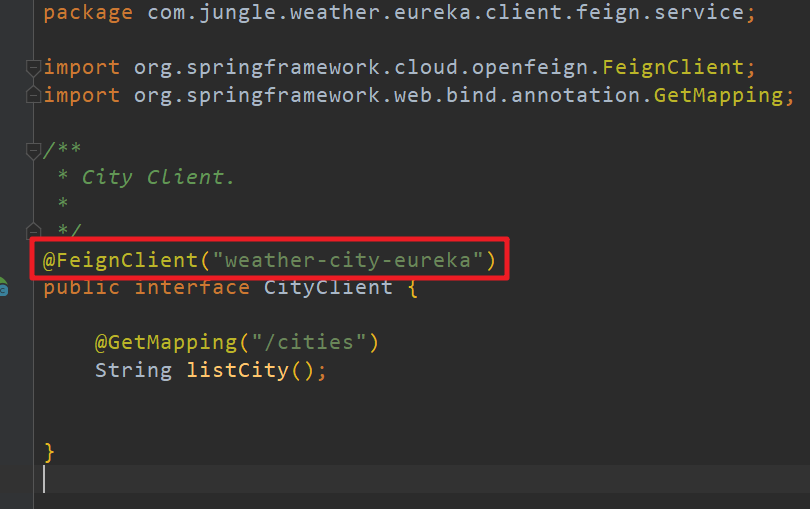 package com.jungle.weather.eureka.client.feign.service;
import org.springframework.cloud.openfeign.FeignClient;
import org.springframework.web.bind.annotation.GetMapping;
/**
* City Client.
*
*/
@FeignClient("weather-city-eureka")
public interface CityClient {
@GetMapping("/cities")
String listCity();
}